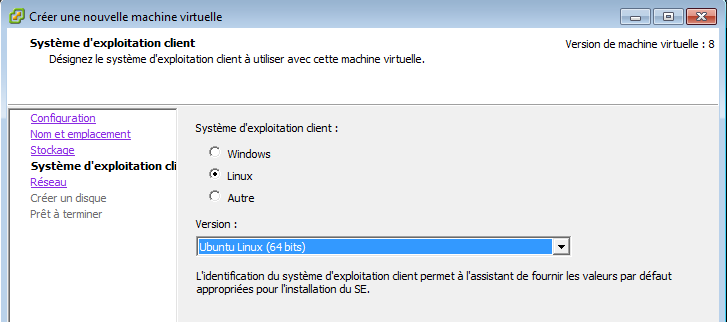 Créer une nouvelle machine virtuelle
Système d'exploitation client
Version de machine virtuelle : 8
Désignez le système d'exploitation client à utiliser avec cette machine virtuelle.
Configuration
Nom et emplacement
Stockage
Système d'exploitation clie
Réseau
Créer un disque
Prêt à terminer
Système d'exploitation client :
Windows
Linux
Autre
Version :
Ubuntu Linux (64 bits)
L'identification du système d'exploitation client permet à l'assistant de fournir les valeurs par défaut
appropriées pour l'installation du SE.